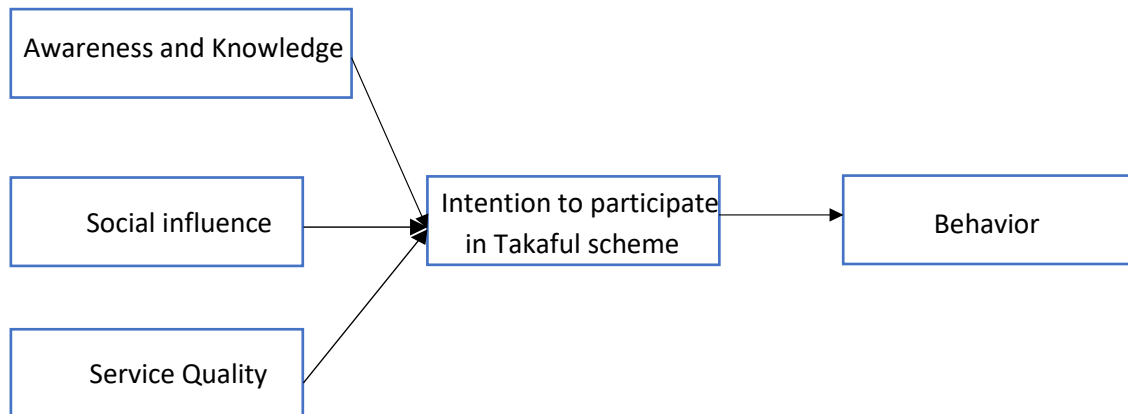 Awareness and Knowledge
Social influence
Service Quality
Intention to participate
in Takaful scheme
Behavior